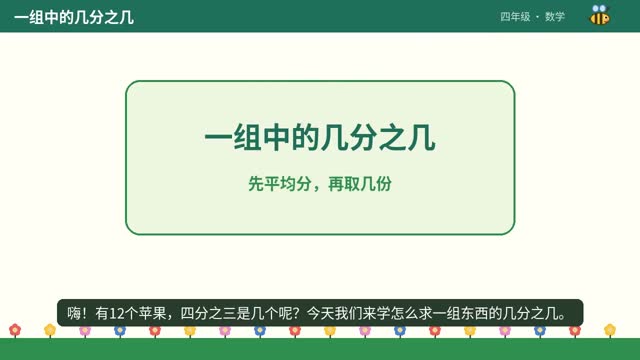 一组中的几分之几
四年级 · 数学
一组中的几分之几
先平均分，再取几份
嗨！有12个苹果，四分之三是几个呢？今天我们来学怎么求一组东西的几分之几。